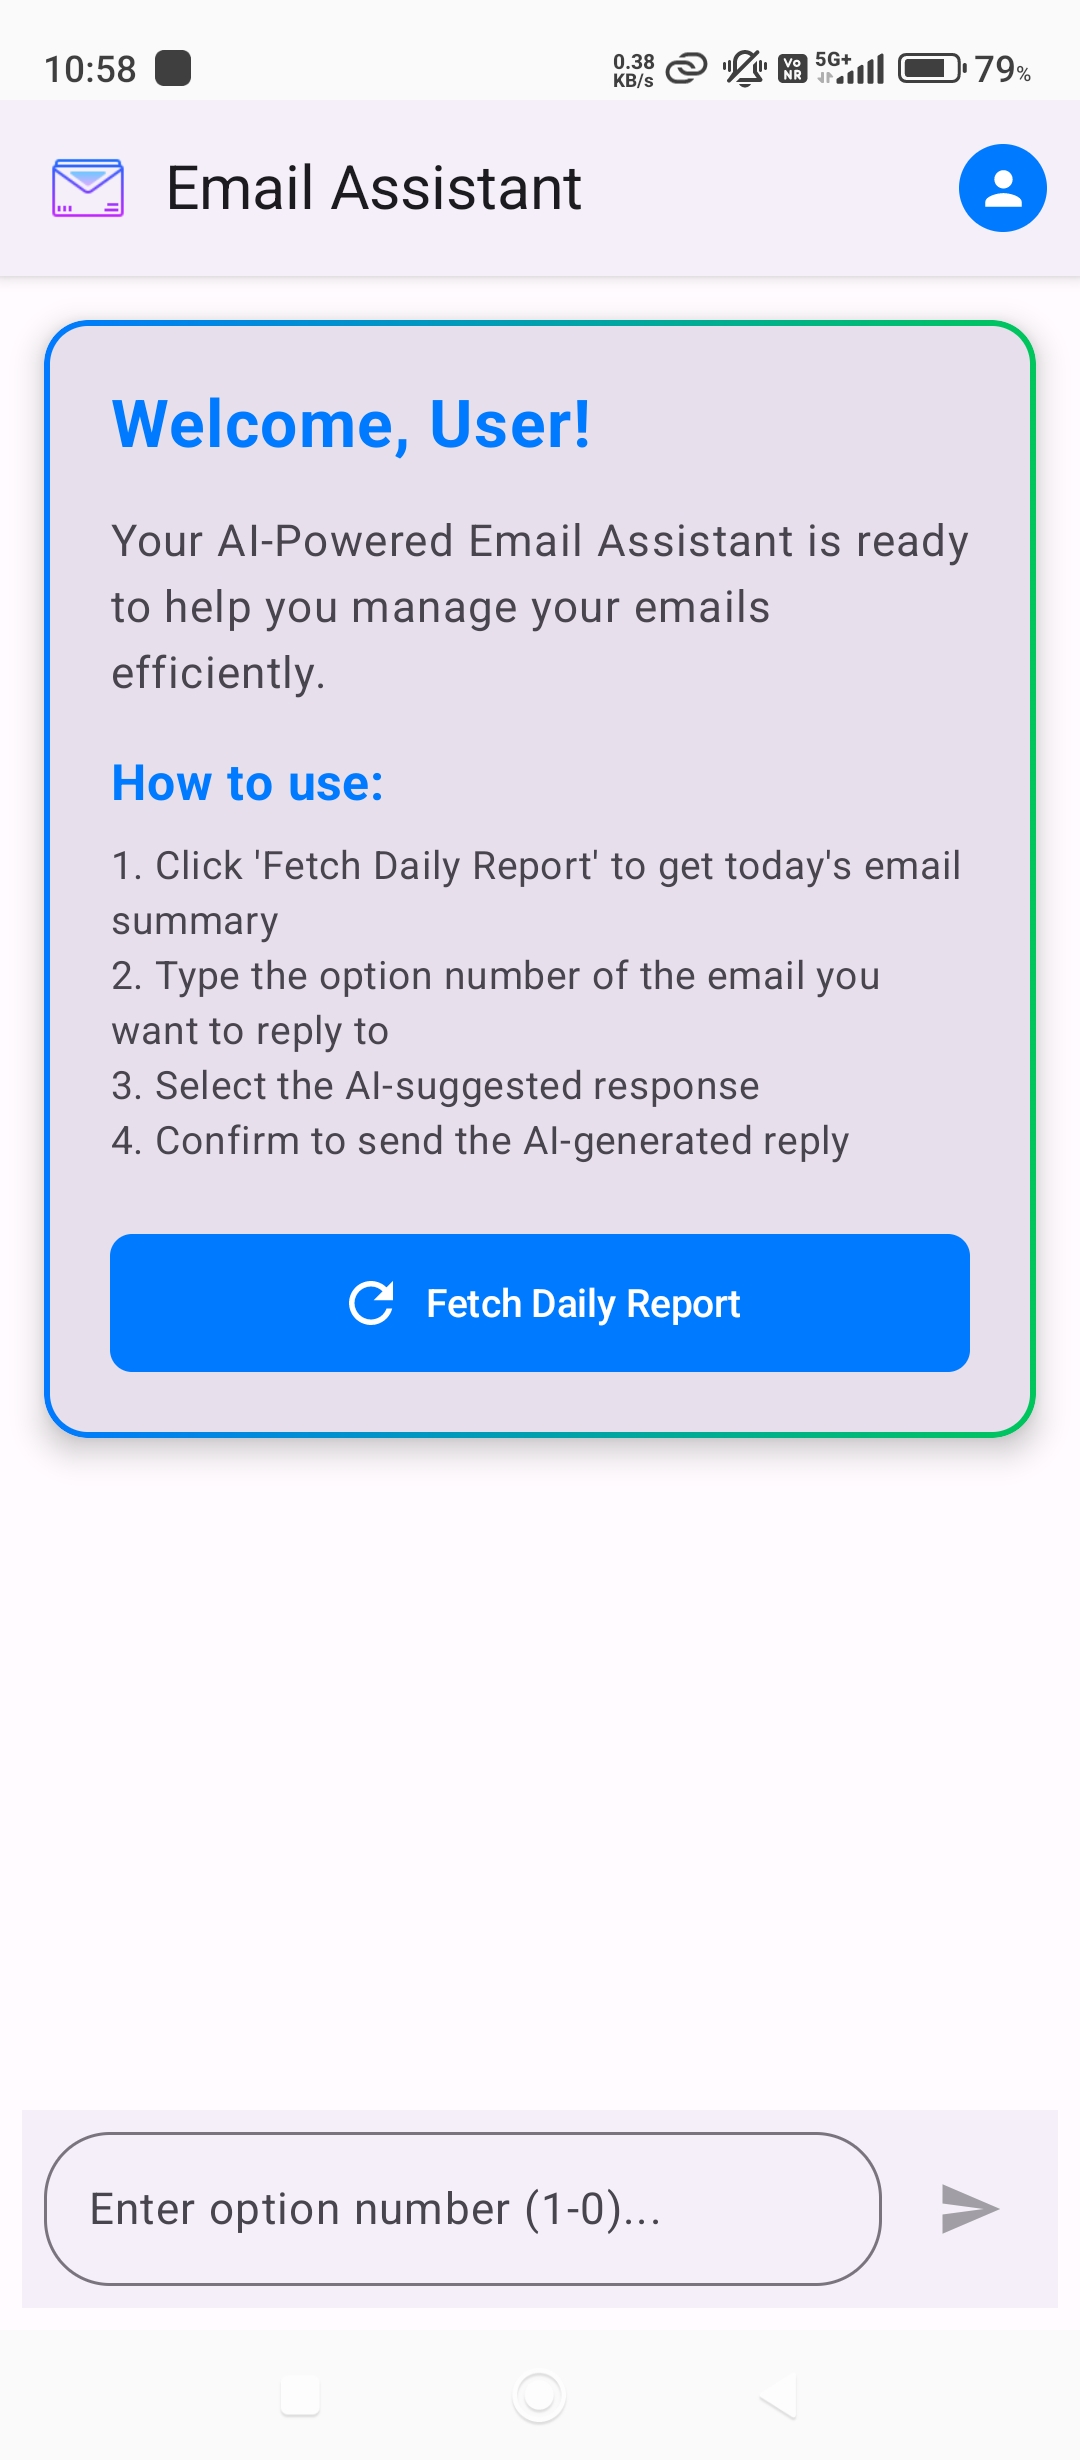 10:58
0.38
KB/s
Vo
NR
5G+
79%
Email Assistant
Welcome, User!
Your AI-Powered Email Assistant is ready
to help you manage your emails
efficiently.
How to use:
1. Click 'Fetch Daily Report' to get today's email
summary
2. Type the option number of the email you
want to reply to
3. Select the AI-suggested response
4. Confirm to send the AI-generated reply
Fetch Daily Report
Enter option number (1-0)...